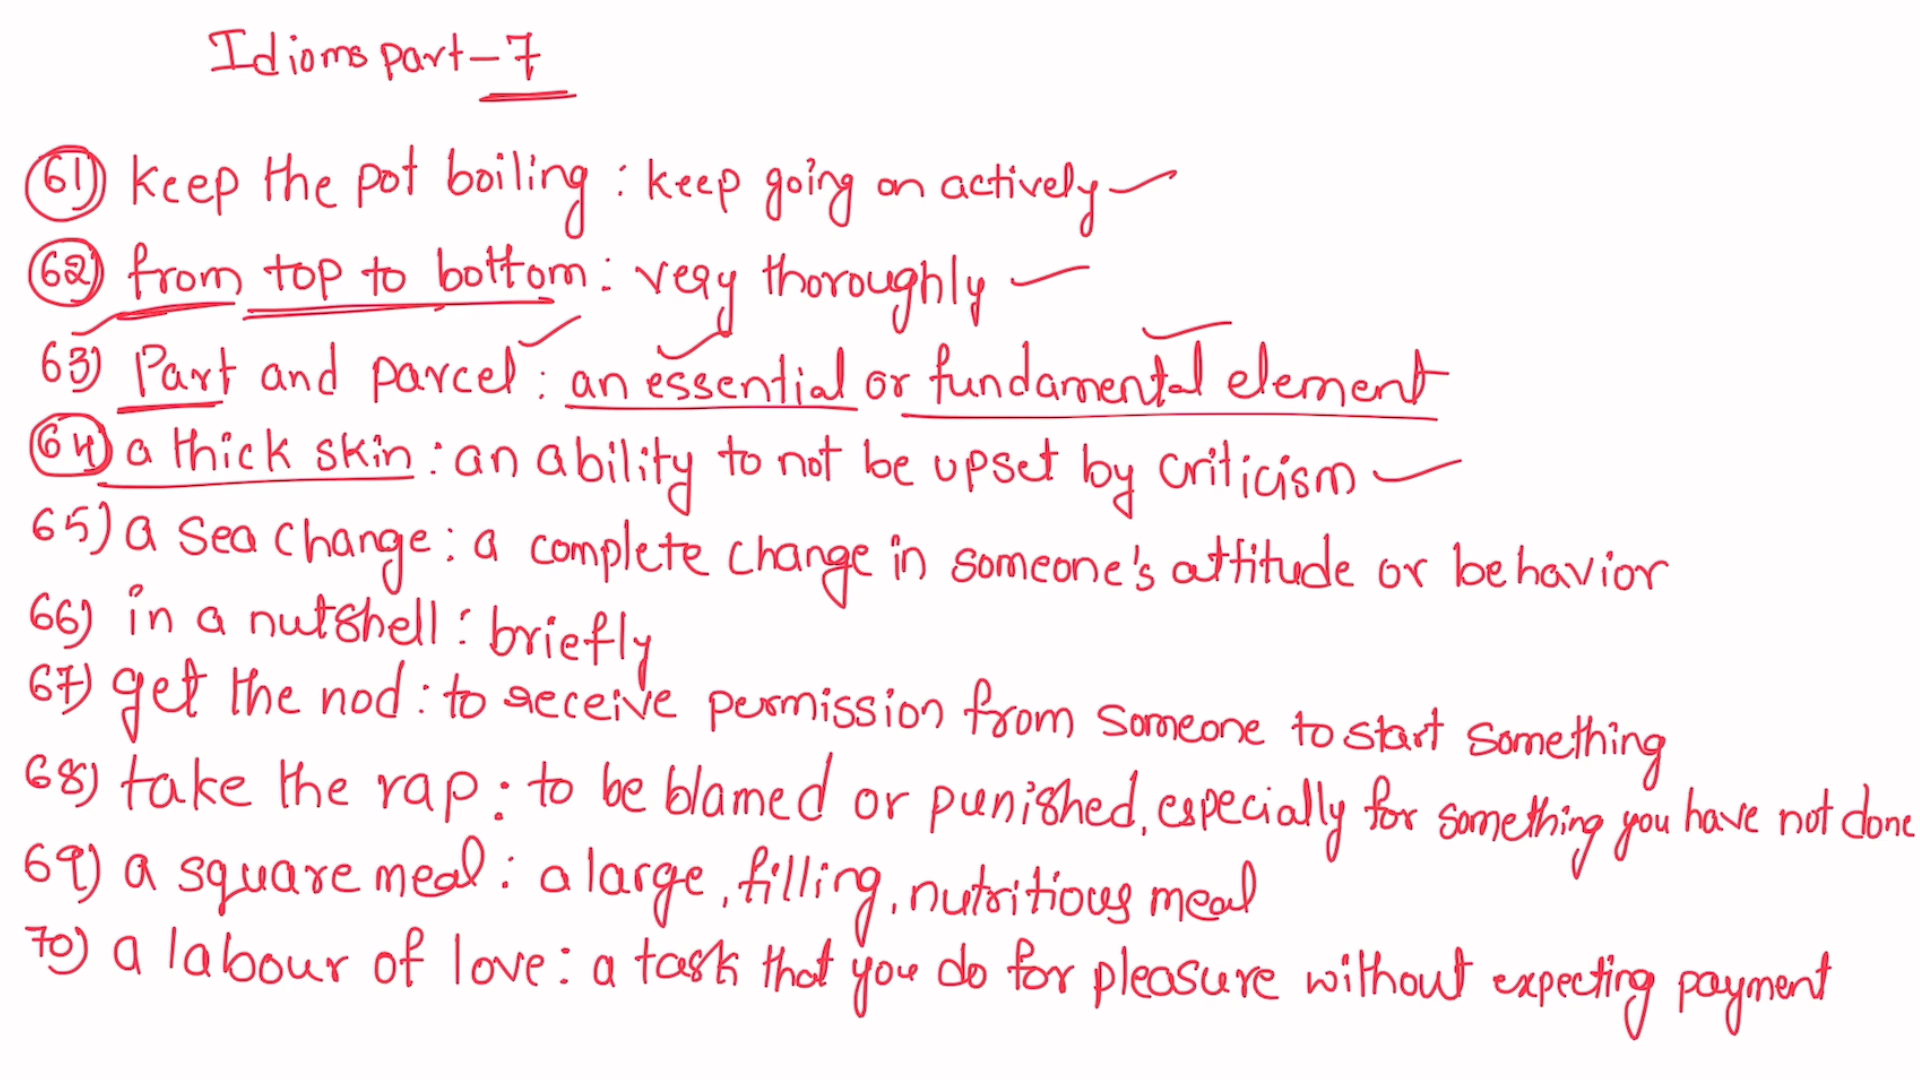 Idioms part-7
61) keep the pot boiling : keep going on actively
62) from top to bottom : very thoroughly
63) Part and parcel : an essential or fundamental element
64) a thick skin : an ability to not be upset by criticism
65) a sea change : a complete change in someone's attitude or behavior
66) in a nutshell : briefly
67) get the nod : to receive permission from someone to start something
68) take the rap : to be blamed or punished, especially for something you have not done
69) a square meal : a large, filling, nutritious meal
70) a labour of love : a task that you do for pleasure without expecting payment